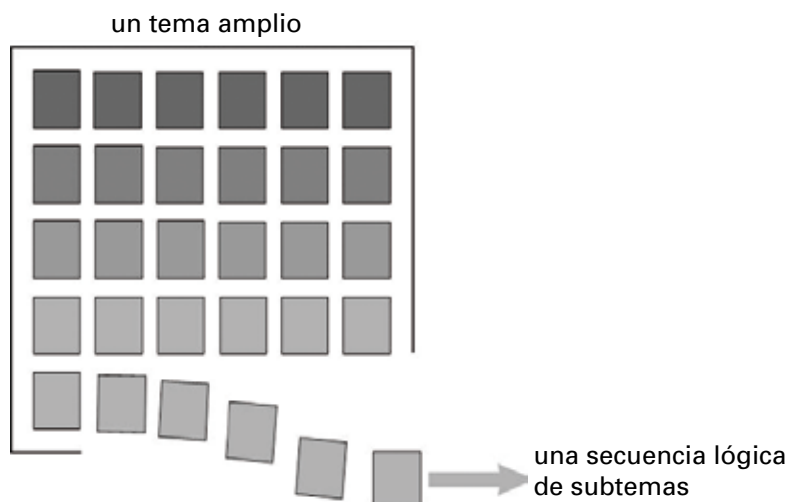 un tema amplio
una secuencia lógica
de subtemas